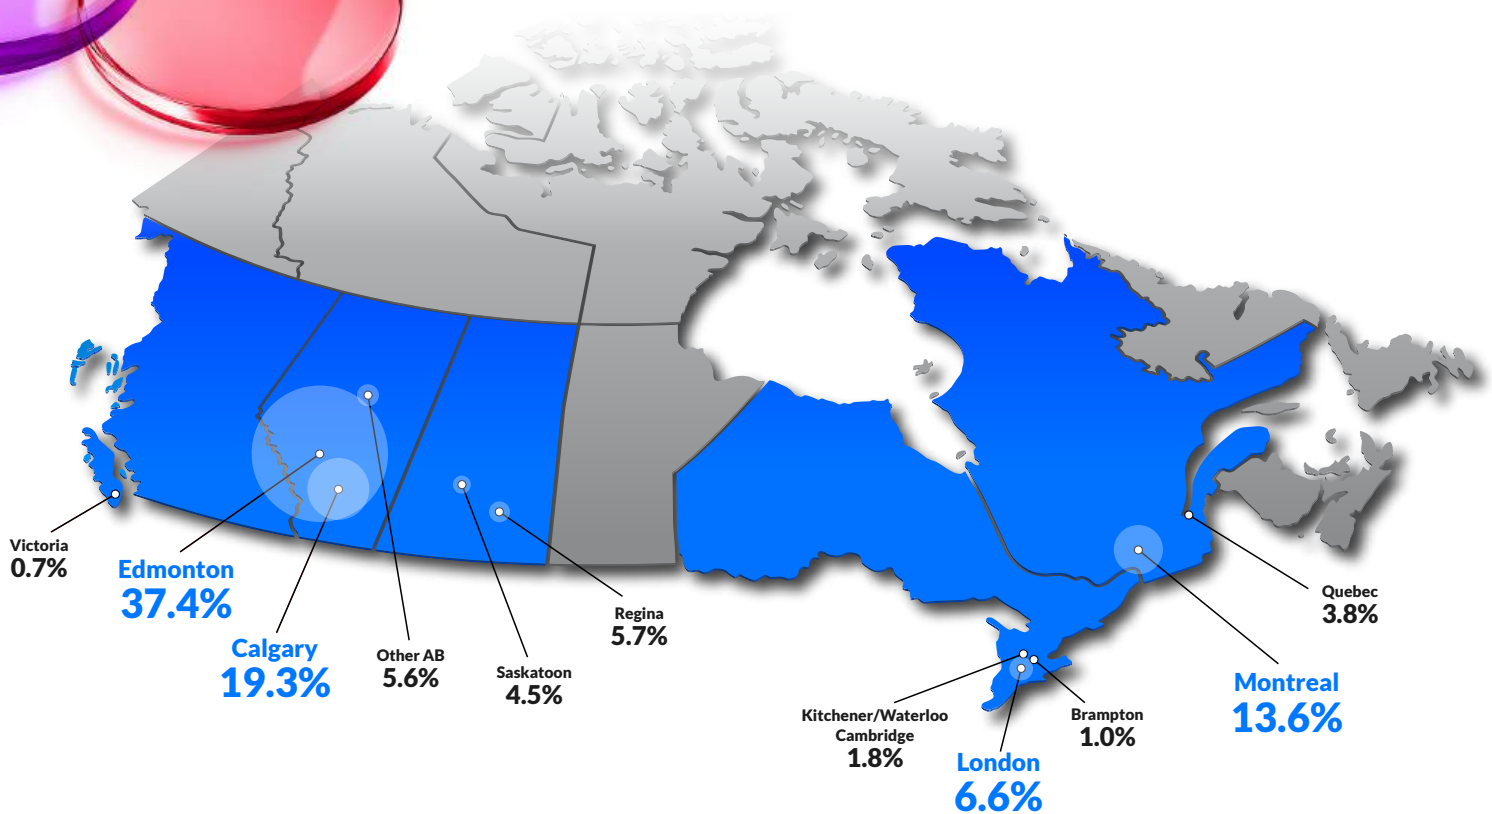 Victoria
0.7%
Edmonton
37.4%
Calgary
19.3%
Other AB
5.6%
Saskatoon
4.5%
Regina
5.7%
Kitchener/Waterloo
Cambridge
1.8%
London
6.6%
Brampton
1.0%
Montreal
13.6%
Quebec
3.8%